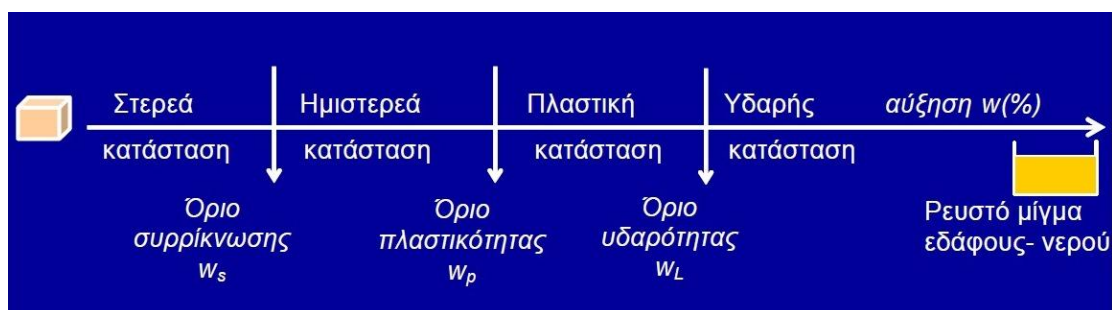 Στερεά
κατάσταση
Ημιστερεά
κατάσταση
Πλαστική
κατάσταση
Υδαρής
κατάσταση
αύξηση w(%)
Όριο
συρρίκνωσης
ws
Όριο
πλαστικότητας
wp
Όριο
υδαρότητας
wL
Ρευστό μίγμα
εδάφους- νερού